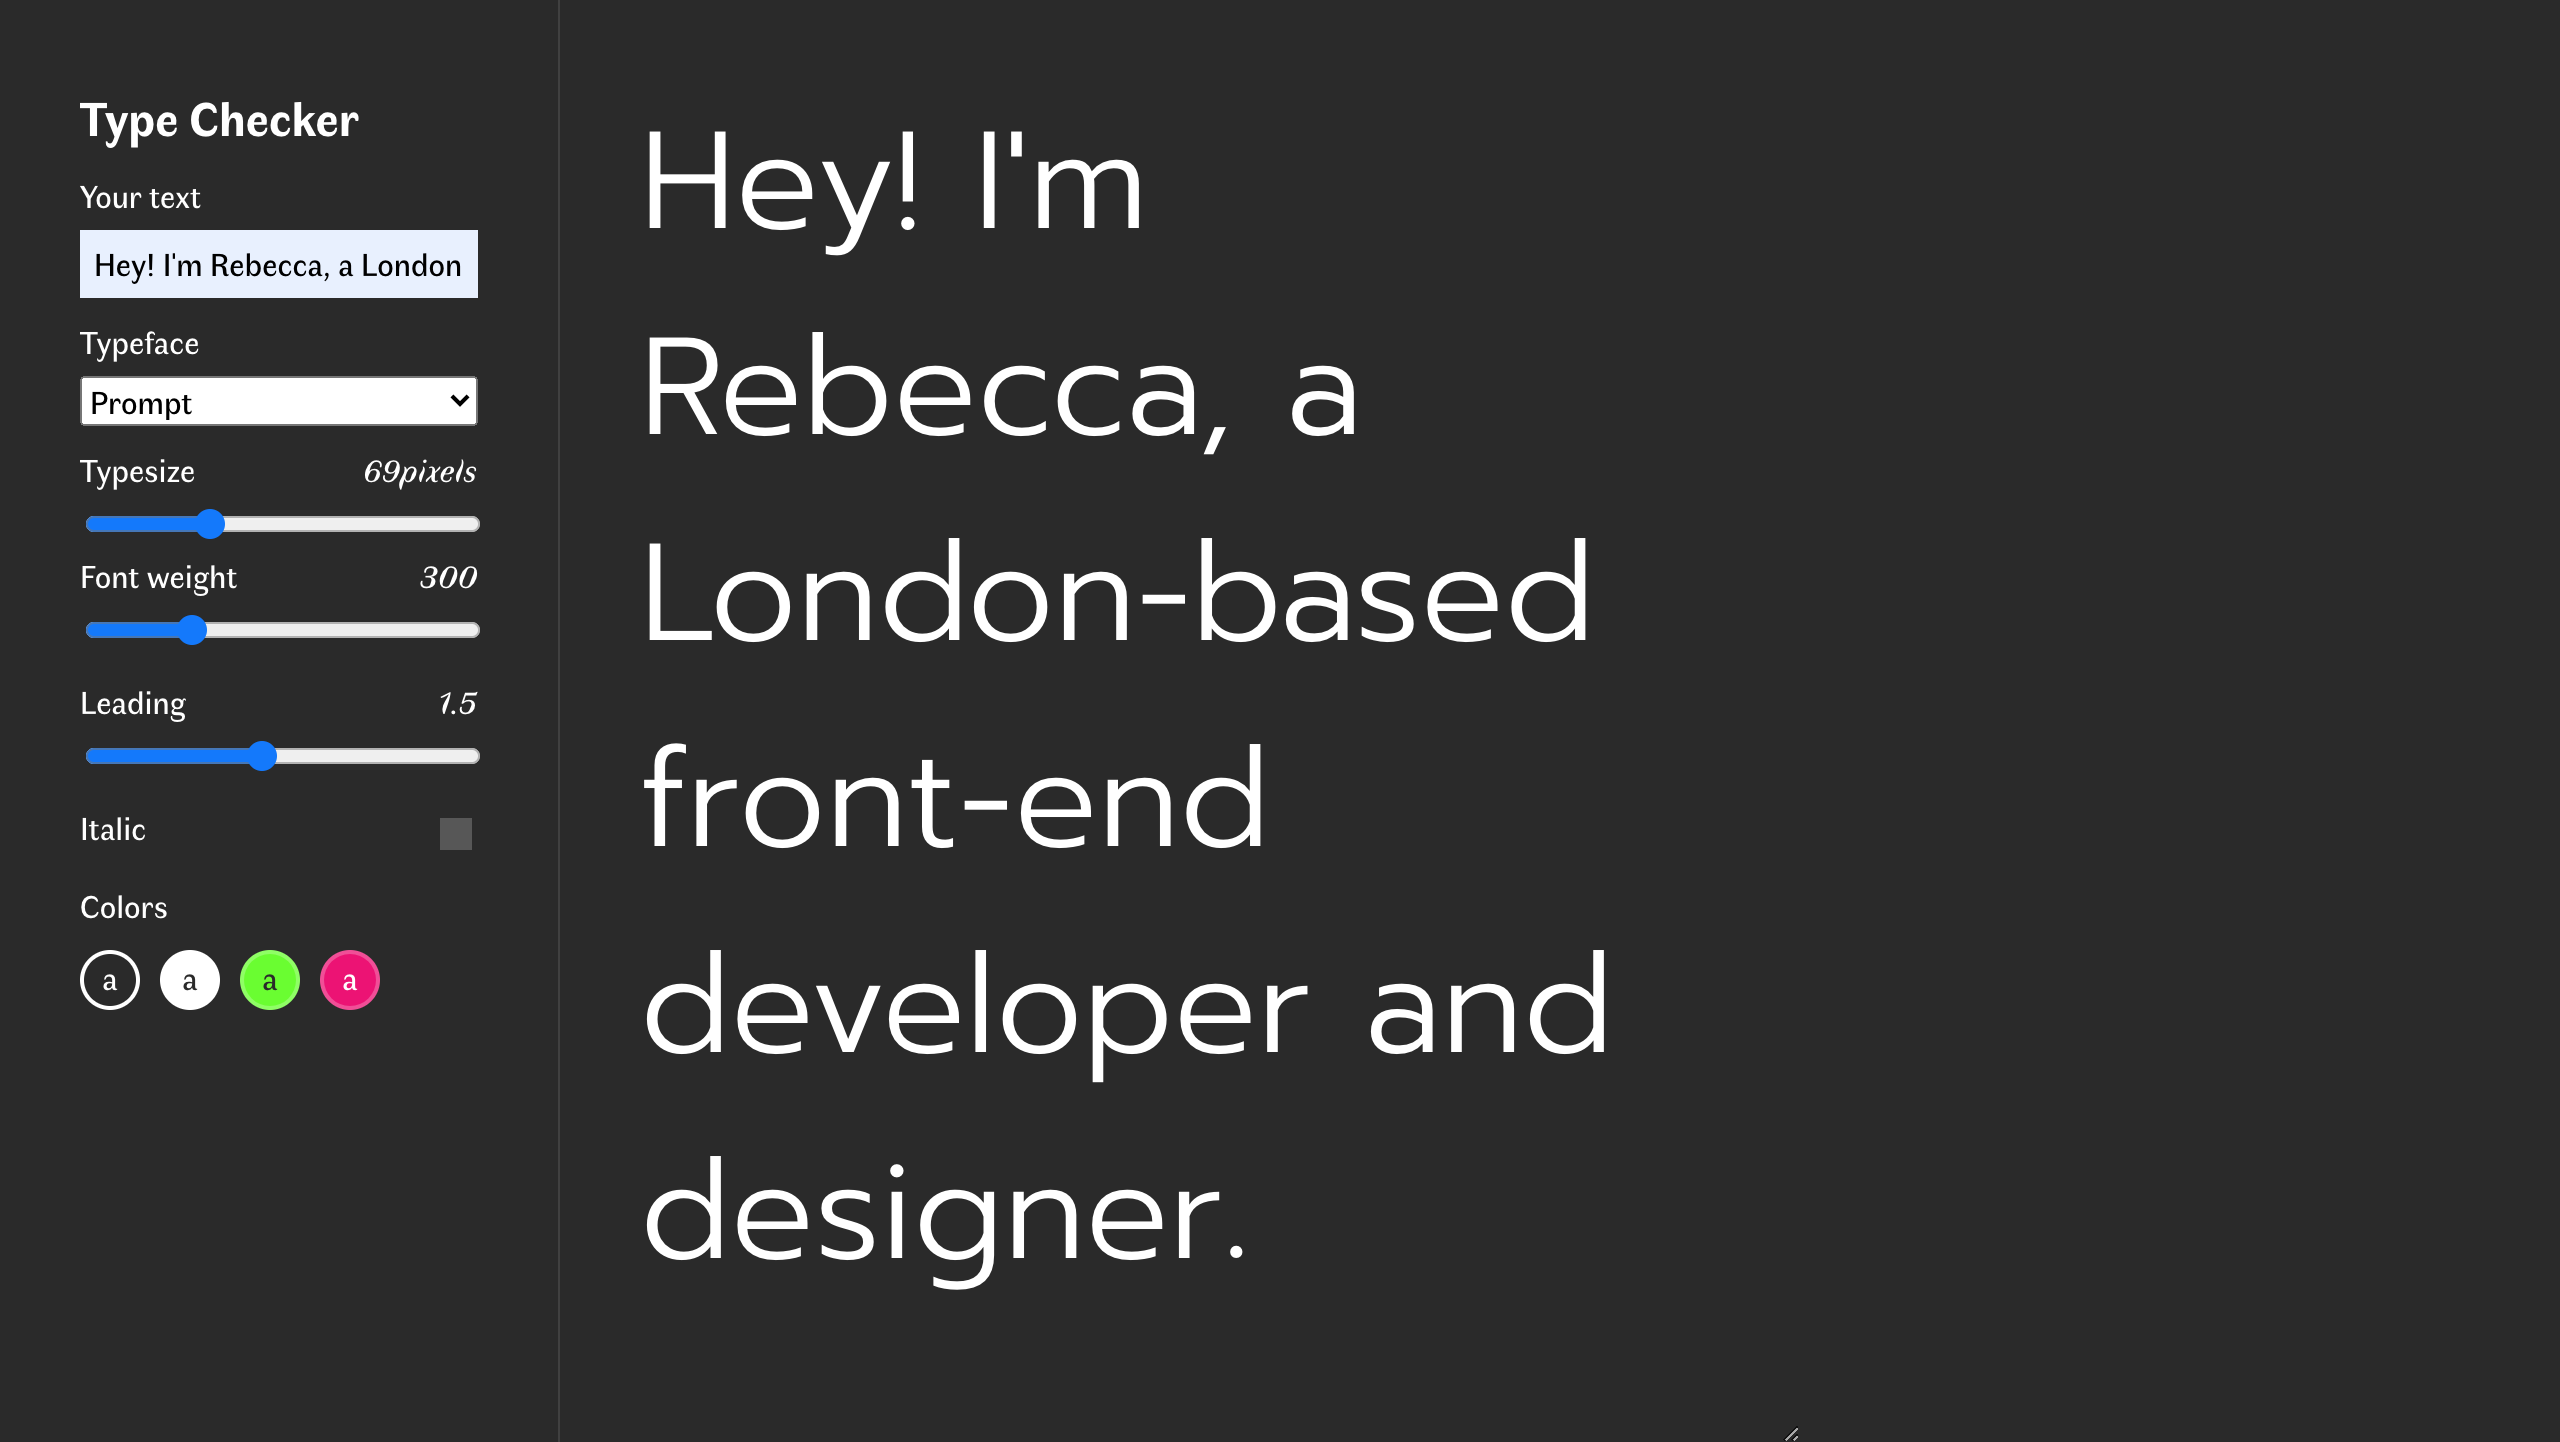 Type Checker
Your text
Hey! I'm Rebecca, a London
Typeface
Prompt
Typesize 69pixels
Font weight 300
Leading 1.5
Italic
Colors
a a a a
Hey! I'm
Rebecca, a
London-based
front-end
developer and
designer.